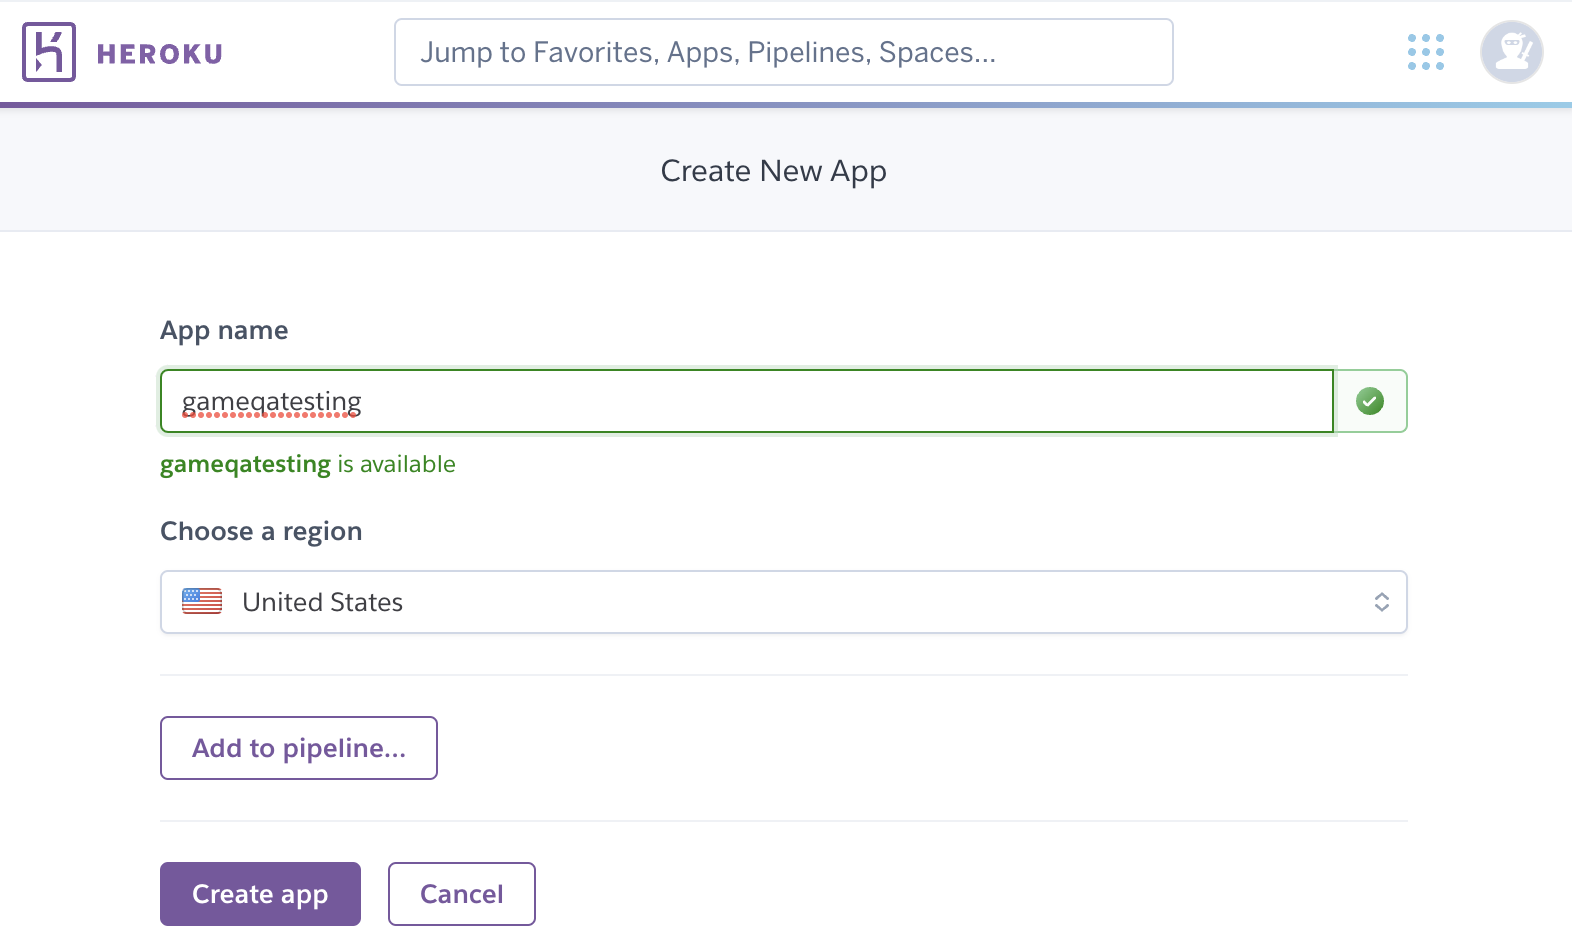 HEROKU
Jump to Favorites, Apps, Pipelines, Spaces...
Create New App
App name
gameqatesting
gameqatesting is available
Choose a region
United States
Add to pipeline...
Create app
Cancel